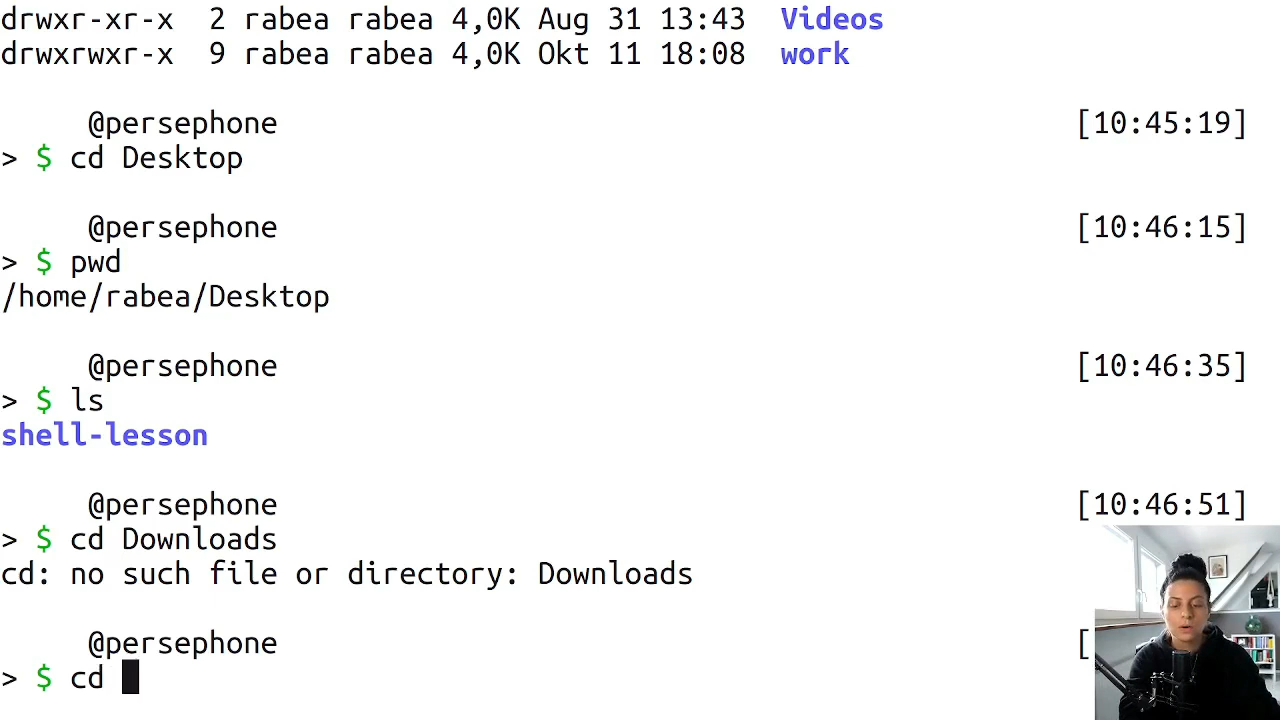 drwxr-xr-x 2 rabea rabea 4,0K Aug 31 13:43 Videos
drwxrwxr-x 9 rabea rabea 4,0K Okt 11 18:08 work
@persephone [10:45:19]
> $ cd Desktop
@persephone [10:46:15]
> $ pwd
/home/rabea/Desktop
@persephone [10:46:35]
> $ ls
shell-lesson
@persephone [10:46:51]
> $ cd Downloads
cd: no such file or directory: Downloads
@persephone [
> $ cd